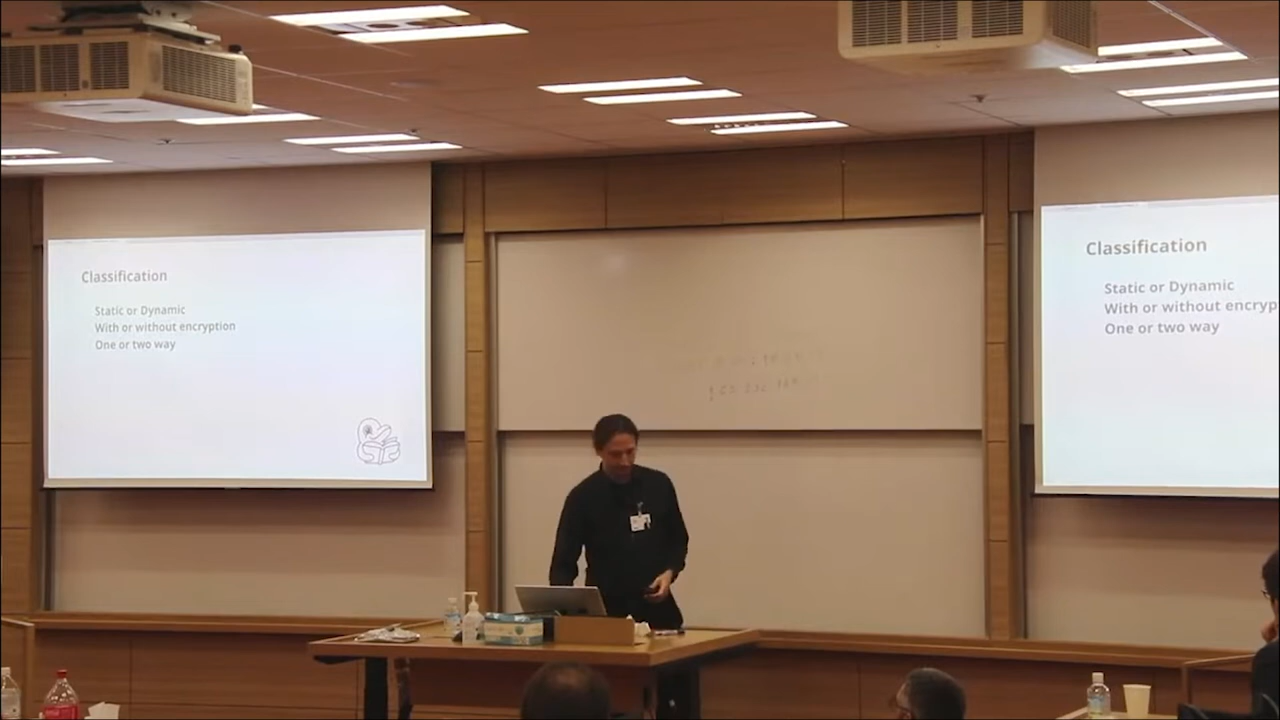 Classification
Static or Dynamic
With or without encryption
One or two way
Classification
Static or Dynamic
With or without encryp
One or two way